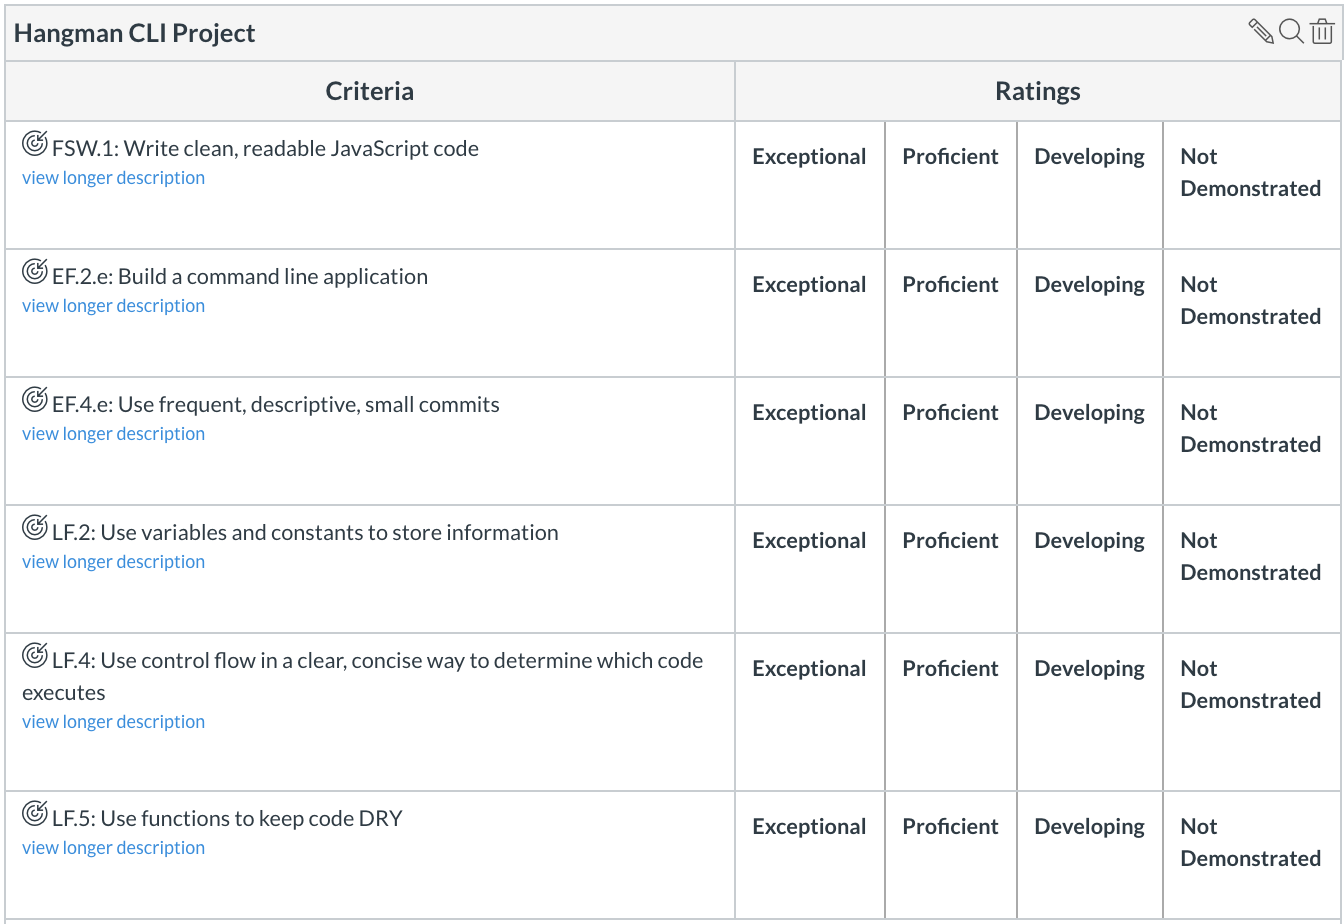 Hangman CLI Project
Criteria
Ratings
FSW.1: Write clean, readable JavaScript code
view longer description
Exceptional
Proficient
Developing
Not
Demonstrated
EF.2.e: Build a command line application
view longer description
Exceptional
Proficient
Developing
Not
Demonstrated
EF.4.e: Use frequent, descriptive, small commits
view longer description
Exceptional
Proficient
Developing
Not
Demonstrated
LF.2: Use variables and constants to store information
view longer description
Exceptional
Proficient
Developing
Not
Demonstrated
LF.4: Use control flow in a clear, concise way to determine which code
executes
view longer description
Exceptional
Proficient
Developing
Not
Demonstrated
LF.5: Use functions to keep code DRY
view longer description
Exceptional
Proficient
Developing
Not
Demonstrated